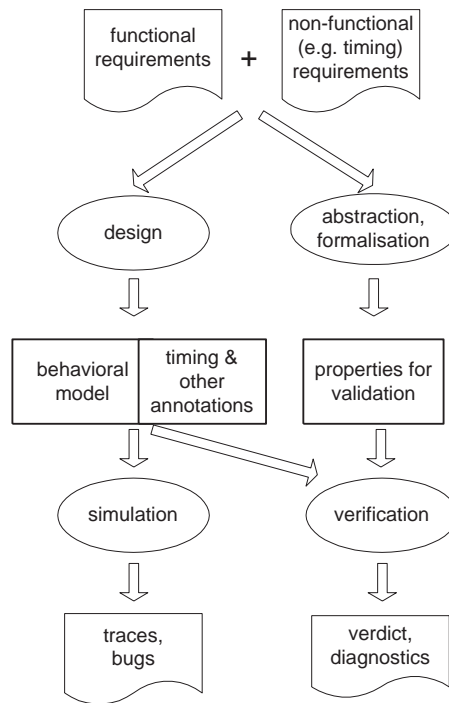 functional
requirements
+
non-functional
(e.g. timing)
requirements
design
abstraction,
formalisation
behavioral
model
timing &
other
annotations
properties for
validation
simulation
verification
traces,
bugs
verdict,
diagnostics